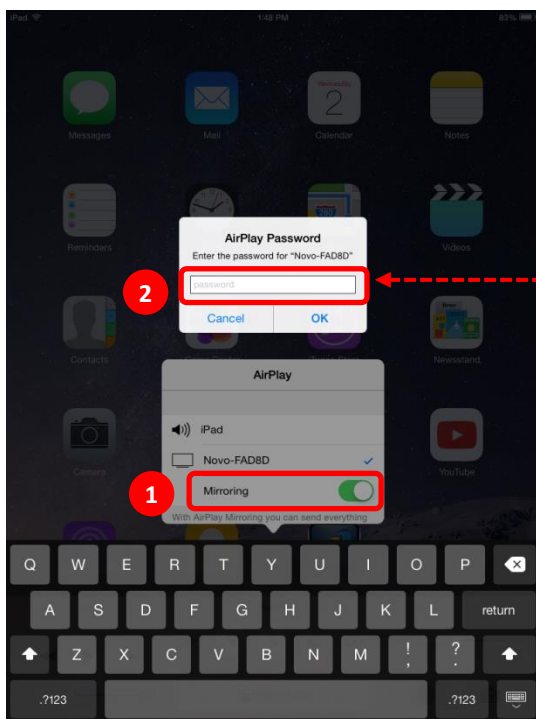 iPad 1:48 PM 83%
Wednesday
2
Messages Mail Calendar Notes
Reminders Videos
AirPlay Password
Enter the password for “Novo-FAD8D”
password
2
Cancel OK
Contacts Newsstand
AirPlay
iPad
Novo-FAD8D
Camera YouTube
1
Mirroring
With AirPlay Mirroring you can send everything
Q W E R T Y U I O P
A S D F G H J K L return
Z X C V B N M ! , ? .
.?123 .?123